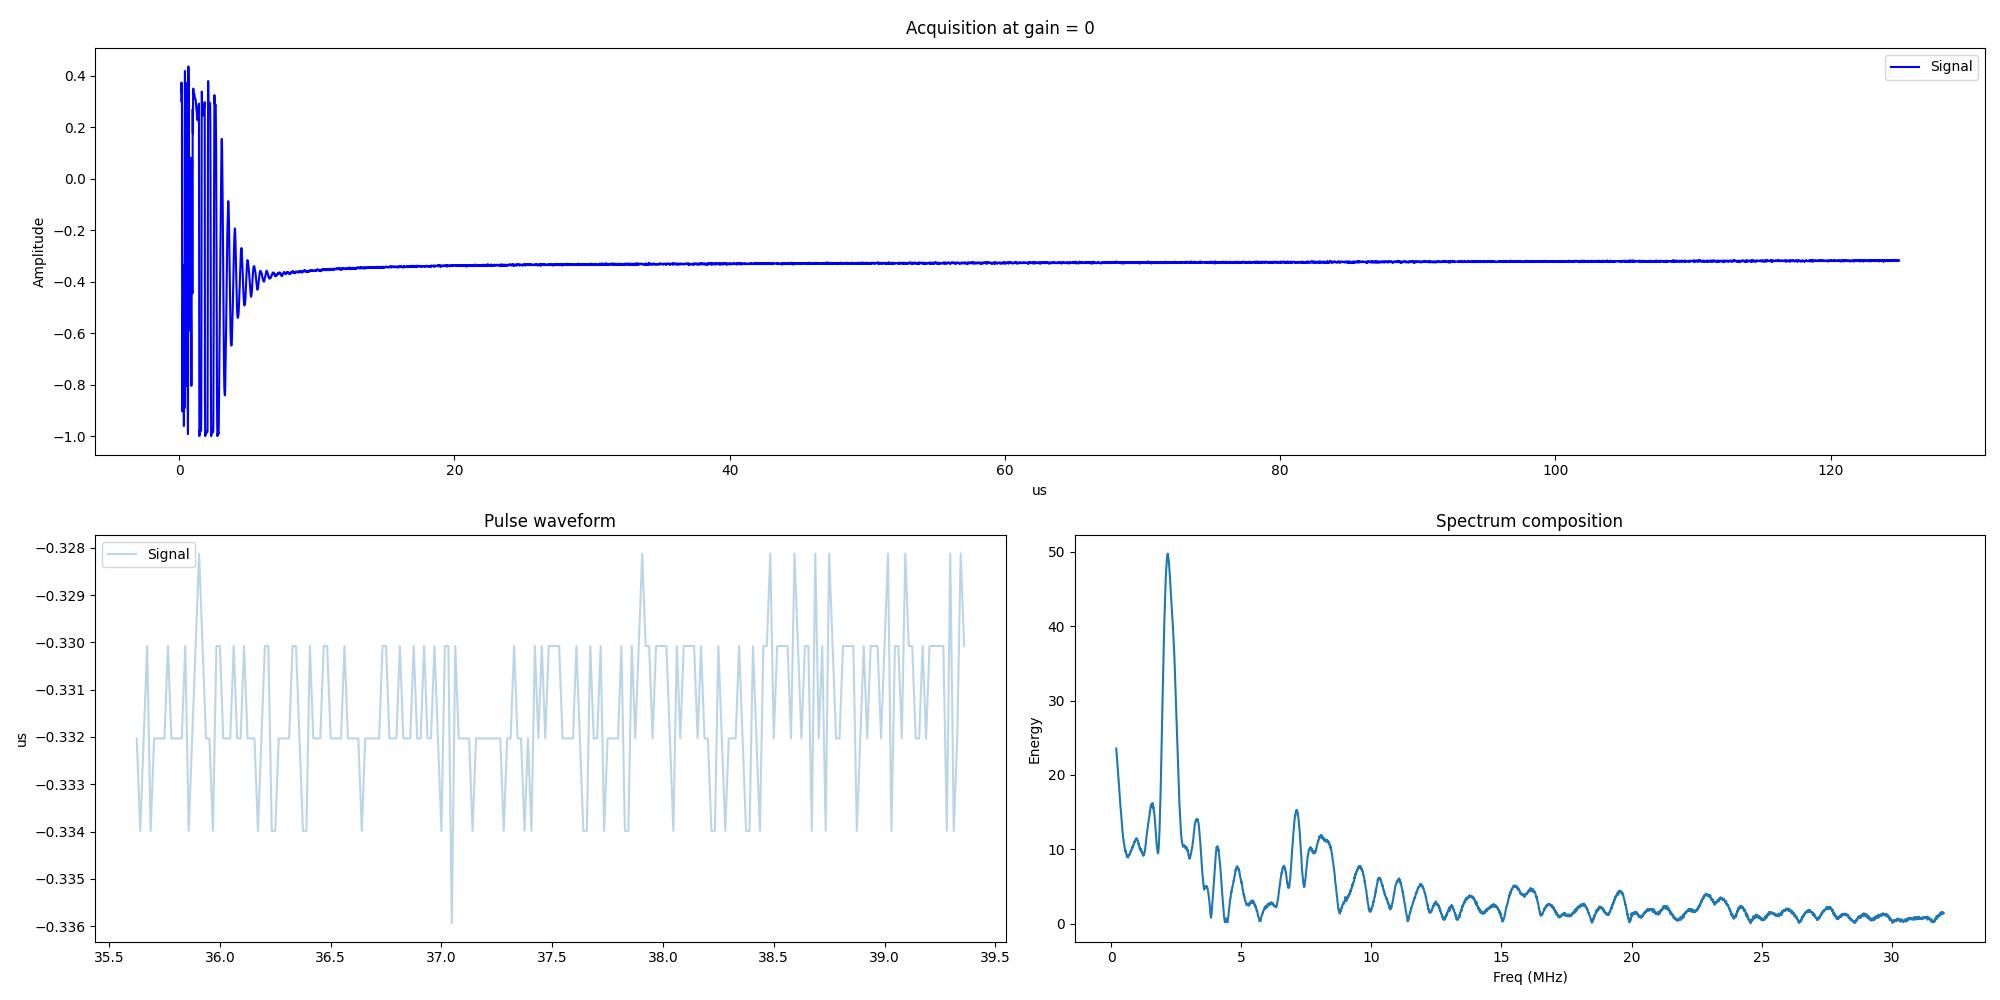 Acquisition at gain = 0
Signal
Amplitude
0.4
0.2
0.0
−0.2
−0.4
−0.6
−0.8
−1.0
0 20 40 60 80 100 120
us
Pulse waveform
Signal
us
−0.328
−0.329
−0.330
−0.331
−0.332
−0.333
−0.334
−0.335
−0.336
35.5 36.0 36.5 37.0 37.5 38.0 38.5 39.0 39.5
Spectrum composition
Energy
50
40
30
20
10
0
0 5 10 15 20 25 30
Freq (MHz)